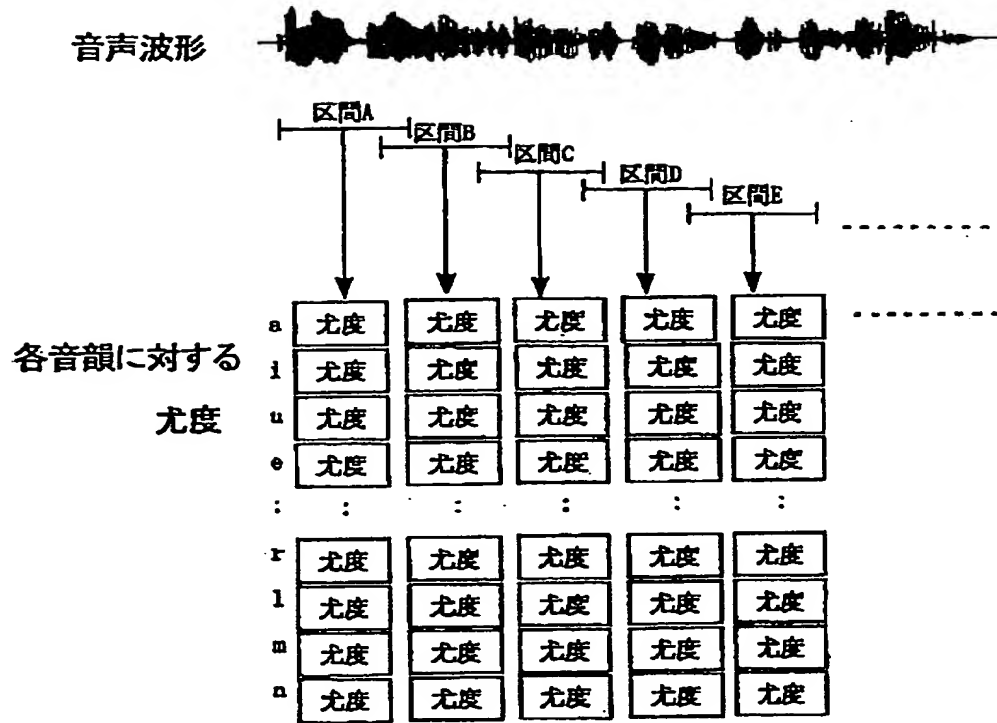 音声波形
区間A
区間B
区間C
区間D
区間E
各音韻に対する
尤度
a 尤度 尤度 尤度 尤度 尤度
i 尤度 尤度 尤度 尤度 尤度
u 尤度 尤度 尤度 尤度 尤度
e 尤度 尤度 尤度 尤度 尤度
: : : : : :
r 尤度 尤度 尤度 尤度 尤度
l 尤度 尤度 尤度 尤度 尤度
m 尤度 尤度 尤度 尤度 尤度
n 尤度 尤度 尤度 尤度 尤度